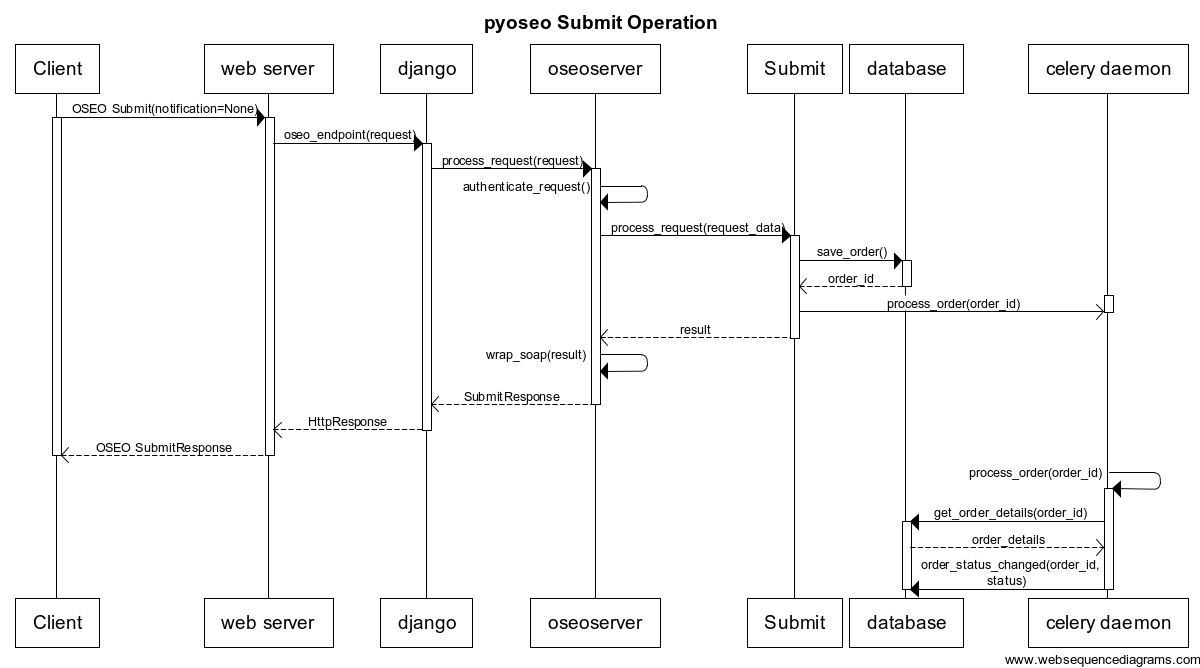 pyoseo Submit Operation
Client
web server
django
oseoserver
Submit
database
celery daemon
OSEO Submit(notification=None)
oseo_endpoint(request)
process_request(request)
authenticate_request()
process_request(request_data)
save_order()
order_id
process_order(order_id)
result
wrap_soap(result)
SubmitResponse
HttpResponse
OSEO SubmitResponse
process_order(order_id)
get_order_details(order_id)
order_details
order_status_changed(order_id,
status)
Client
web server
django
oseoserver
Submit
database
celery daemon
www.websequencediagrams.com